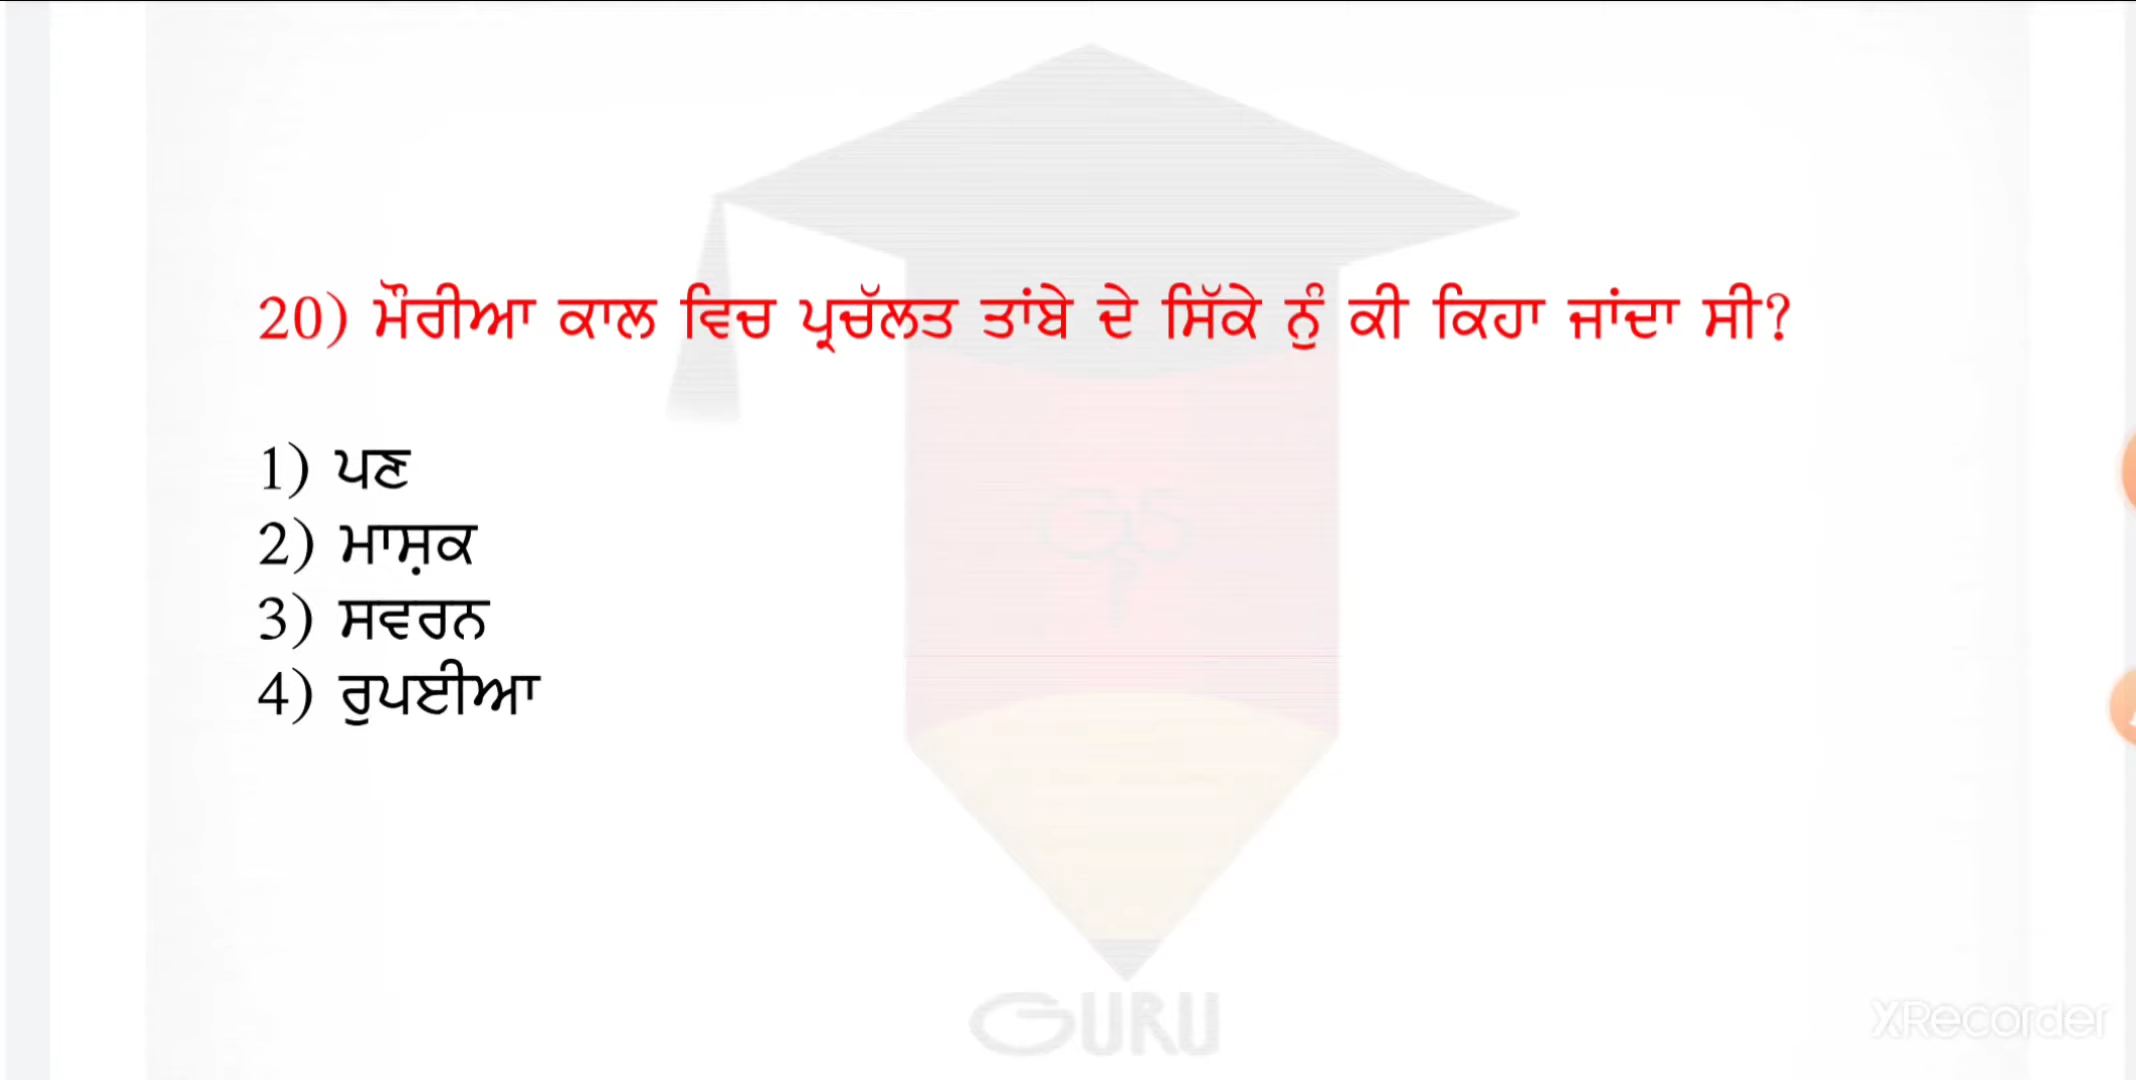 20) ਮੌਰੀਆ ਕਾਲ ਵਿਚ ਪ੍ਰਚੱਲਤ ਤਾਂਬੇ ਦੇ ਸਿੱਕੇ ਨੂੰ ਕੀ ਕਿਹਾ ਜਾਂਦਾ ਸੀ?
1) ਪਣ
2) ਮਾਸ਼ਕ
3) ਸਵਰਨ
4) ਰੁਪਈਆ
GURU
XRecorder